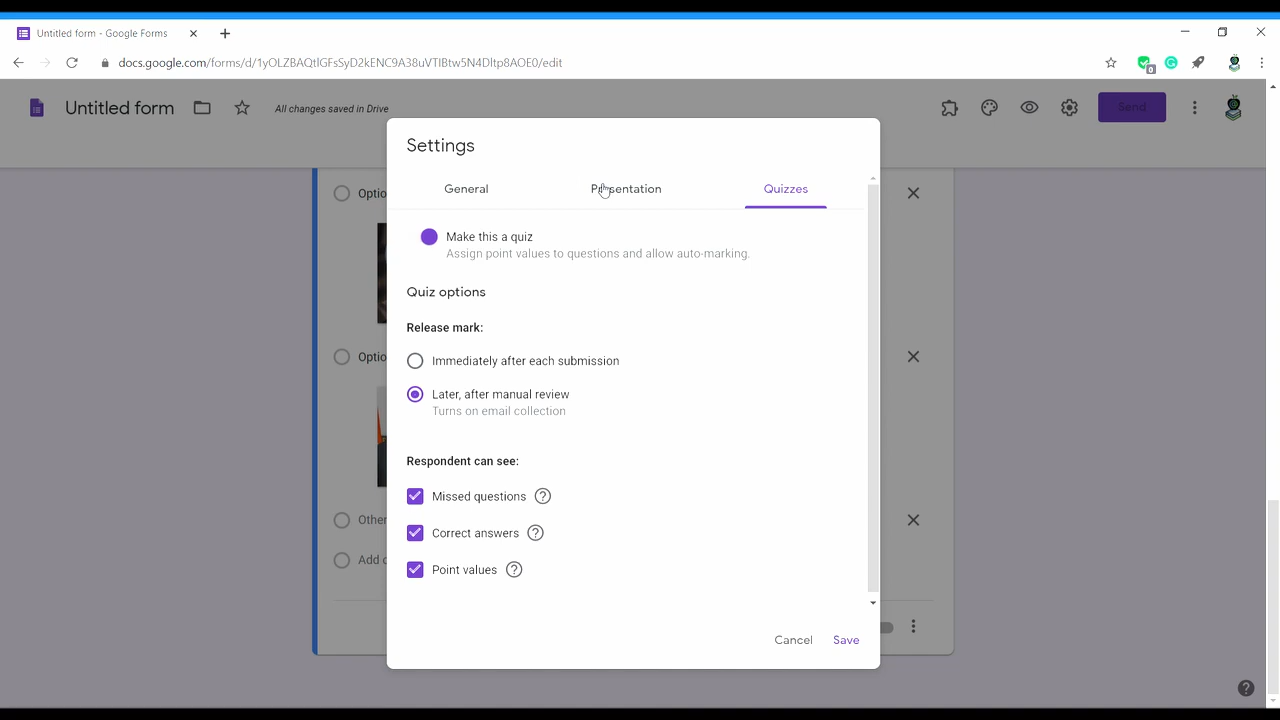 Untitled form - Google Forms
docs.google.com/forms/d/1yOLZBAQtIGFsSyD2kENC9A38uVTIBtw5N4DItp8AOE0/edit
0
Untitled form
All changes saved in Drive
Send
Settings
General
Presentation
Quizzes
Optio
Make this a quiz
Assign point values to questions and allow auto-marking.
Quiz options
Release mark:
Optio
Immediately after each submission
Later, after manual review
Turns on email collection
Respondent can see:
Missed questions
Other
Correct answers
Add o
Point values
Cancel
Save